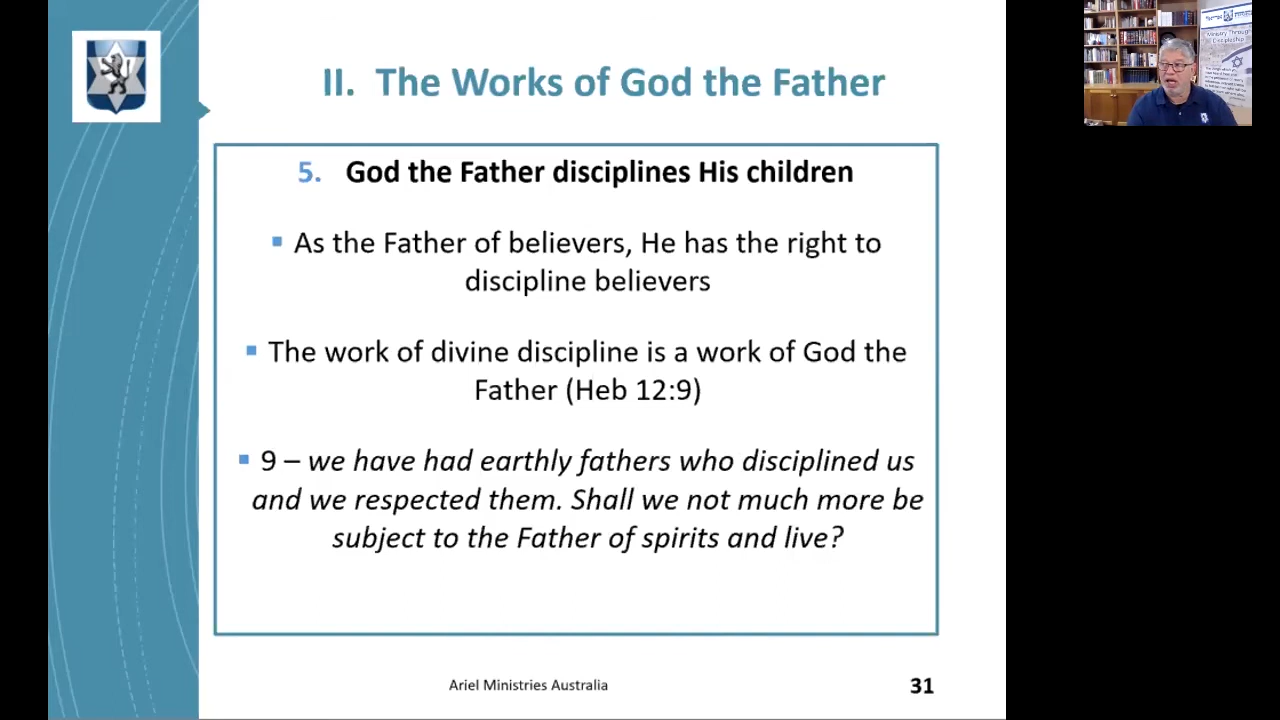 II. The Works of God the Father
5. God the Father disciplines His children
▪ As the Father of believers, He has the right to
discipline believers
▪ The work of divine discipline is a work of God the
Father (Heb 12:9)
▪ 9 – we have had earthly fathers who disciplined us
and we respected them. Shall we not much more be
subject to the Father of spirits and live?
Ariel Ministries Australia
31
Ministry Through
Discipleship